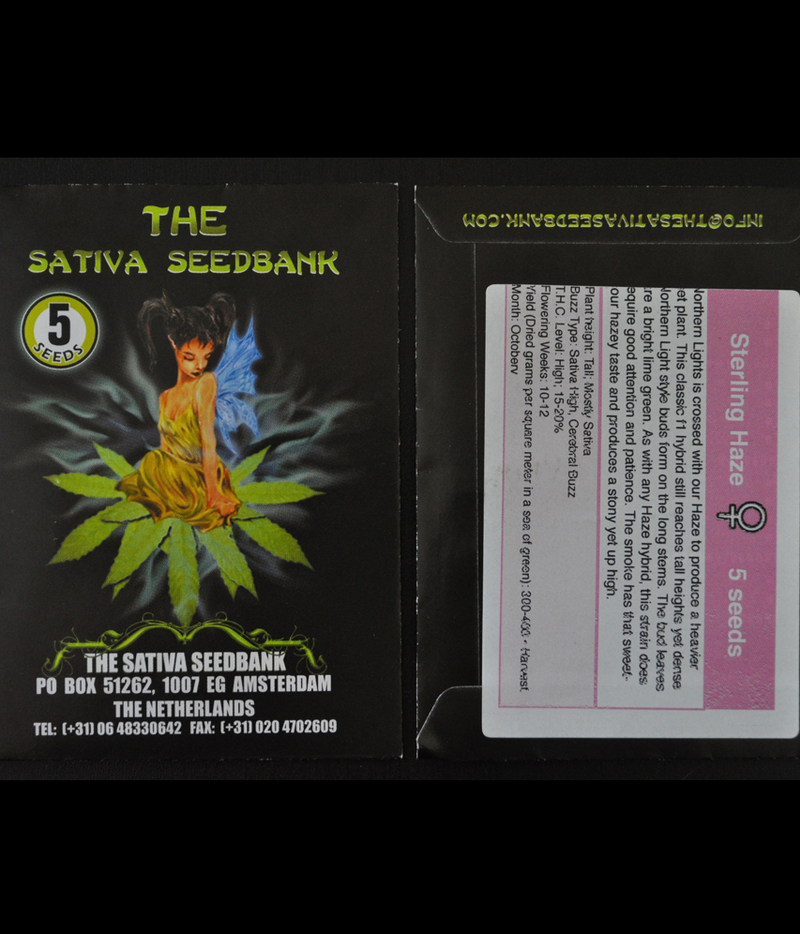 THE
SATIVA SEEDBANK
5
SEEDS
THE SATIVA SEEDBANK
PO BOX 51262, 1007 EG AMSTERDAM
THE NETHERLANDS
TEL: (+31) 06 48330642 FAX: (+31) 020 4702609
INFO@THESATIVASEEDBANK.COM
Sterling Haze ♀ 5 seeds
Northern Lights is crossed with our Haze to produce a heavier
yet plant. This classic f1 hybrid still reaches tall heights yet dense
Northern Light style buds form on the long stems. The bud leaves
are a bright lime green. As with any Haze hybrid, this strain does
require good attention and patience. The smoke has that sweet-
sour hazey taste and produces a stony yet up high.
Plant height: Tall; Mostly Sativa
Buzz Type: Sativa High, Cerebral Buzz
T.H.C. Level: High; 15-20%
Flowering Weeks: 10-12
Yield (Dried grams per square meter in a sea of green): 300-400 - Harvest
Month: October